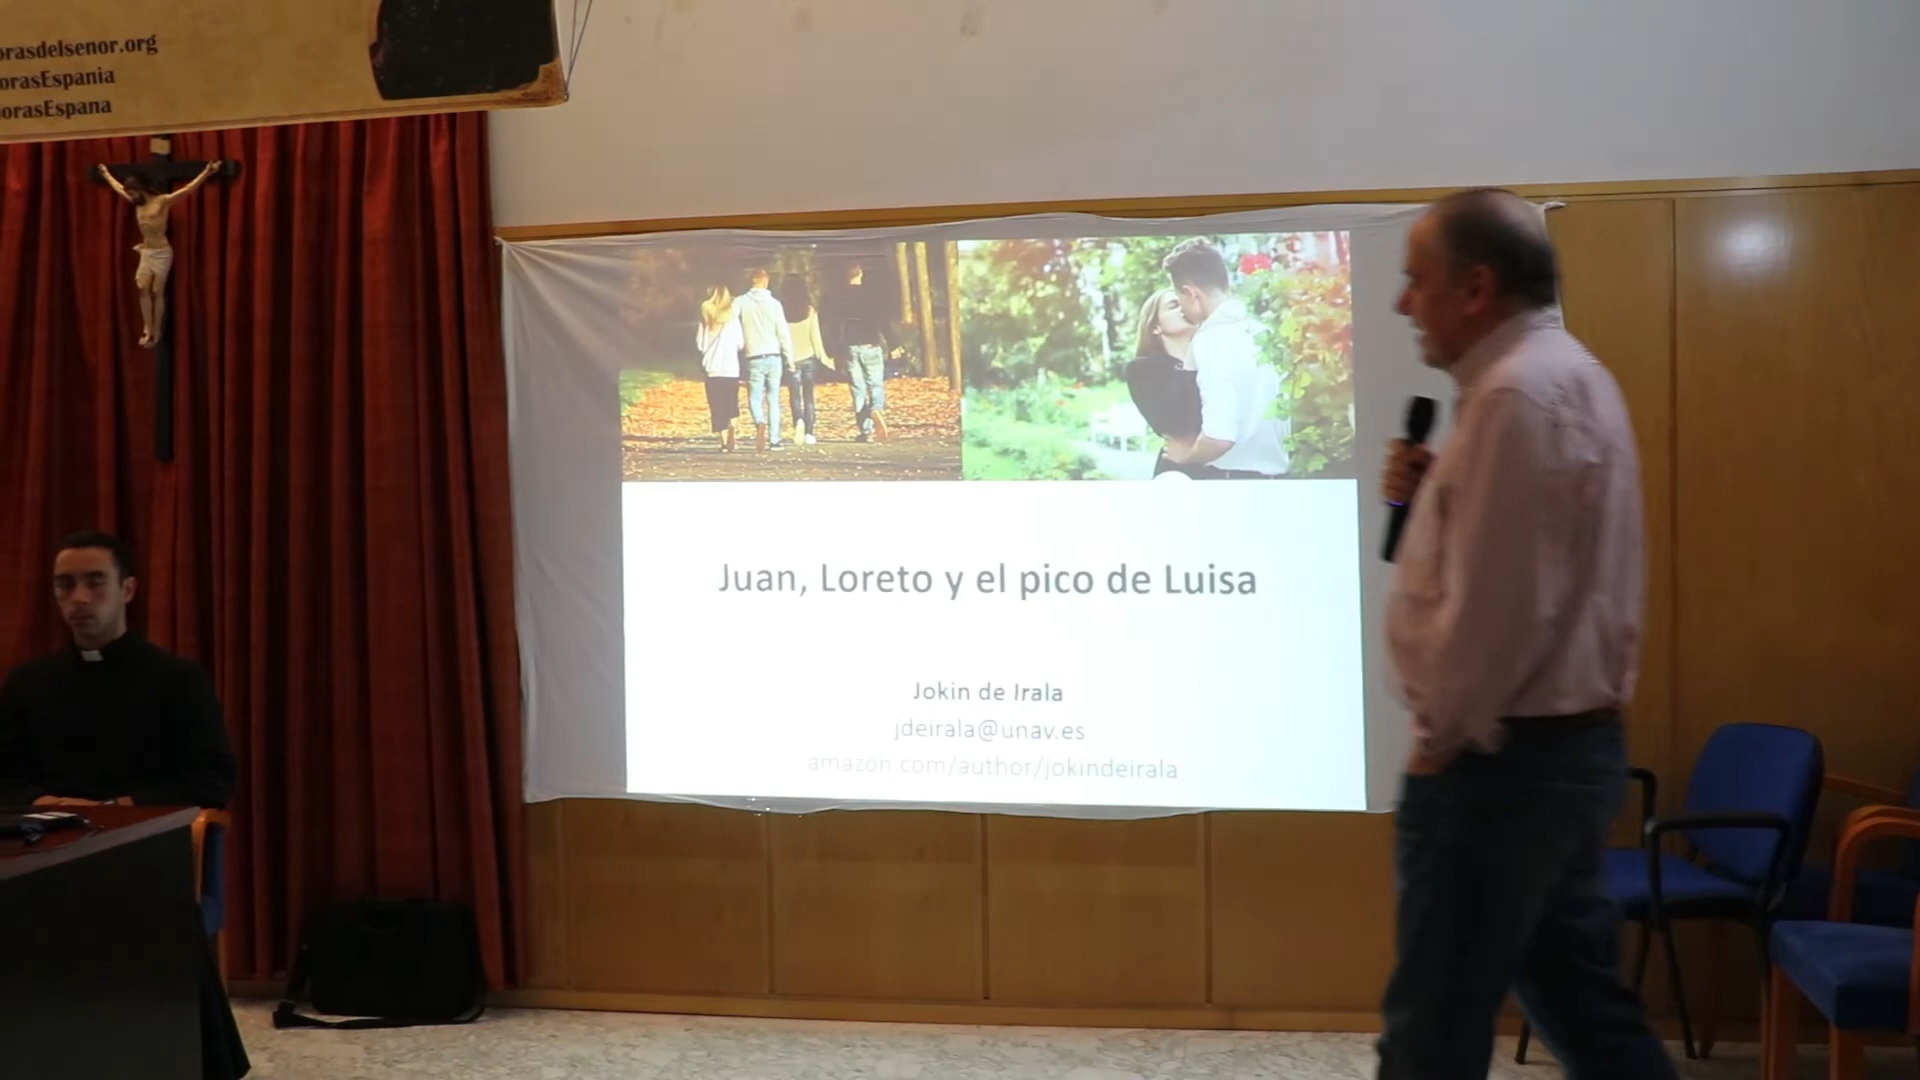 orasdelsenor.org
orasEspania
orasEspana
Juan, Loreto y el pico de Luisa
Jokin de Irala
jdeirala@unav.es
amazon.com/author/jokindeirala